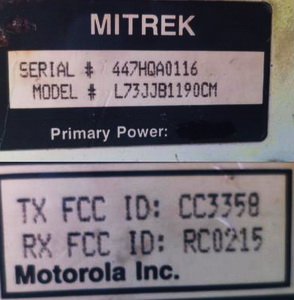 MITREK
SERIAL # 447HQA0116
MODEL # L73JJB1190CM
Primary Power:
TX FCC ID: CC3358
RX FCC ID: RC0215
Motorola Inc.